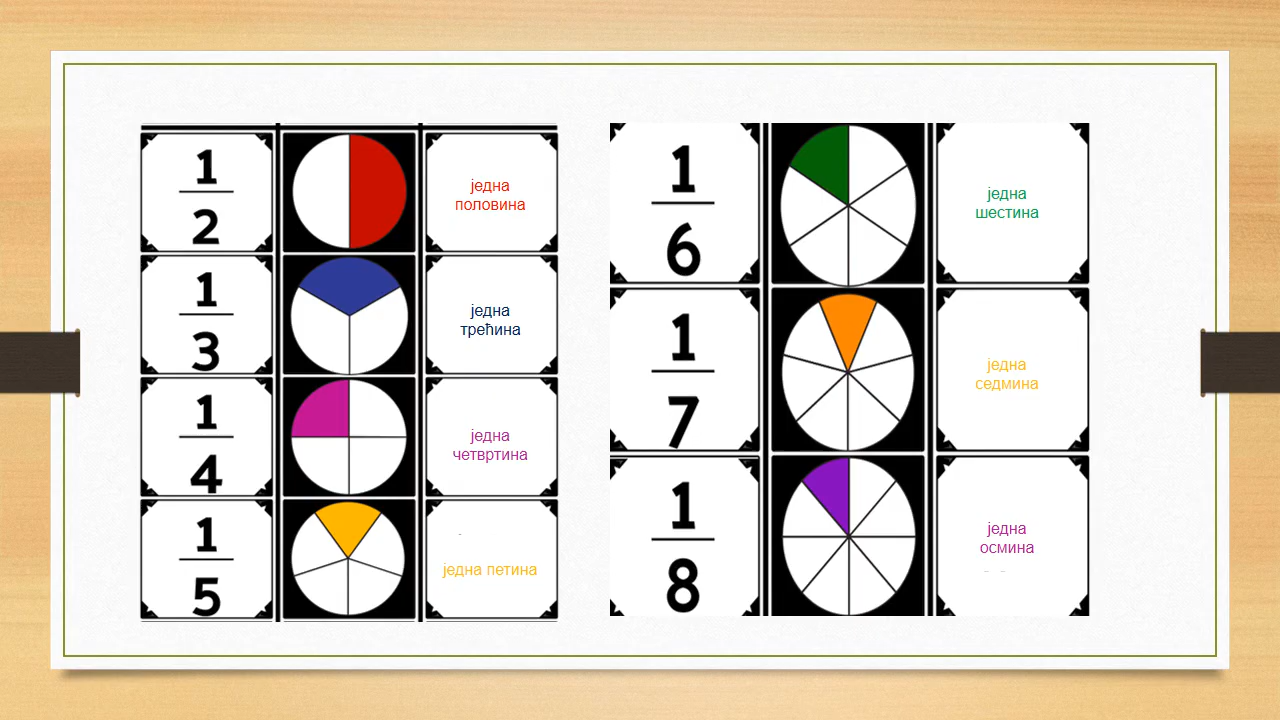 1
2
једна
половина
1
3
једна
трећина
1
4
једна
четвртина
1
5
једна петина
1
6
једна
шестина
1
7
једна
седмина
1
8
једна
осмина